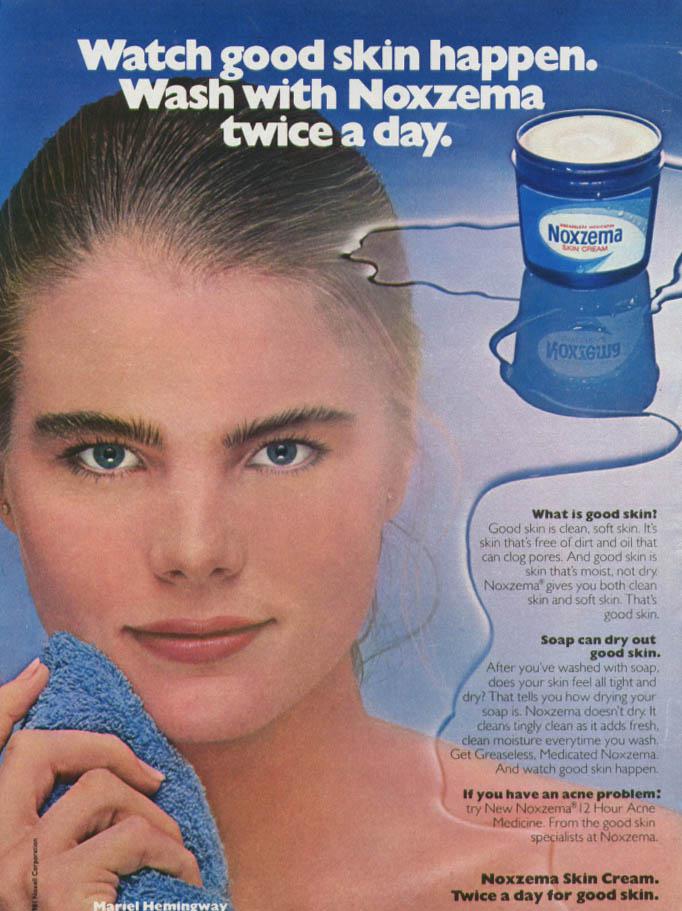 Watch good skin happen.
Wash with Noxzema
twice a day.
GREASELESS MEDICATED
Noxzema
SKIN CREAM
Noxzema
What is good skin?
Good skin is clean, soft skin. It's
skin that's free of dirt and oil that
can clog pores. And good skin is
skin that's moist, not dry.
Noxzema® gives you both clean
skin and soft skin. That's
good skin.
Soap can dry out
good skin.
After you've washed with soap,
does your skin feel all tight and
dry? That tells you how drying your
soap is. Noxzema doesn't dry. It
cleans tingly clean as it adds fresh,
clean moisture everytime you wash.
Get Greaseless, Medicated Noxzema.
And watch good skin happen.
If you have an acne problem:
try New Noxzema® 12 Hour Acne
Medicine. From the good skin
specialists at Noxzema.
Noxzema Skin Cream.
Twice a day for good skin.
Mariel Hemingway
Noxell Corporation